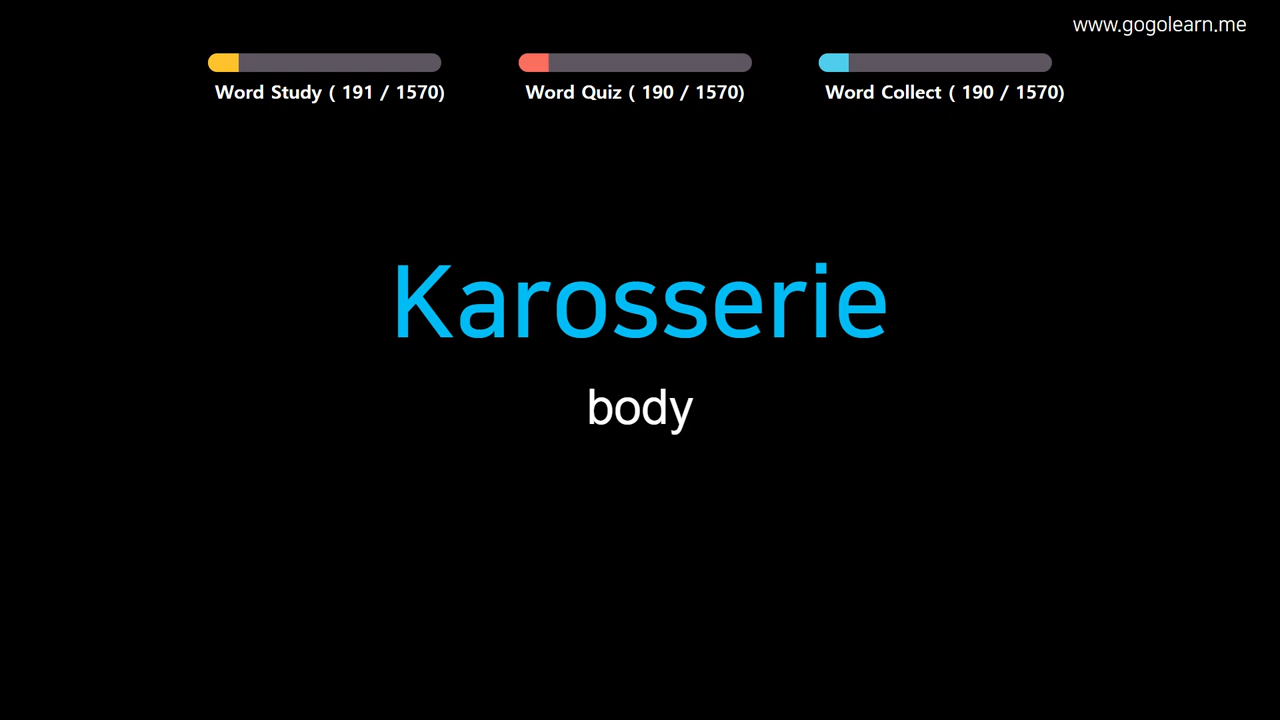 www.gogolearn.me
Word Study ( 191 / 1570)
Word Quiz ( 190 / 1570)
Word Collect ( 190 / 1570)
Karosserie
body